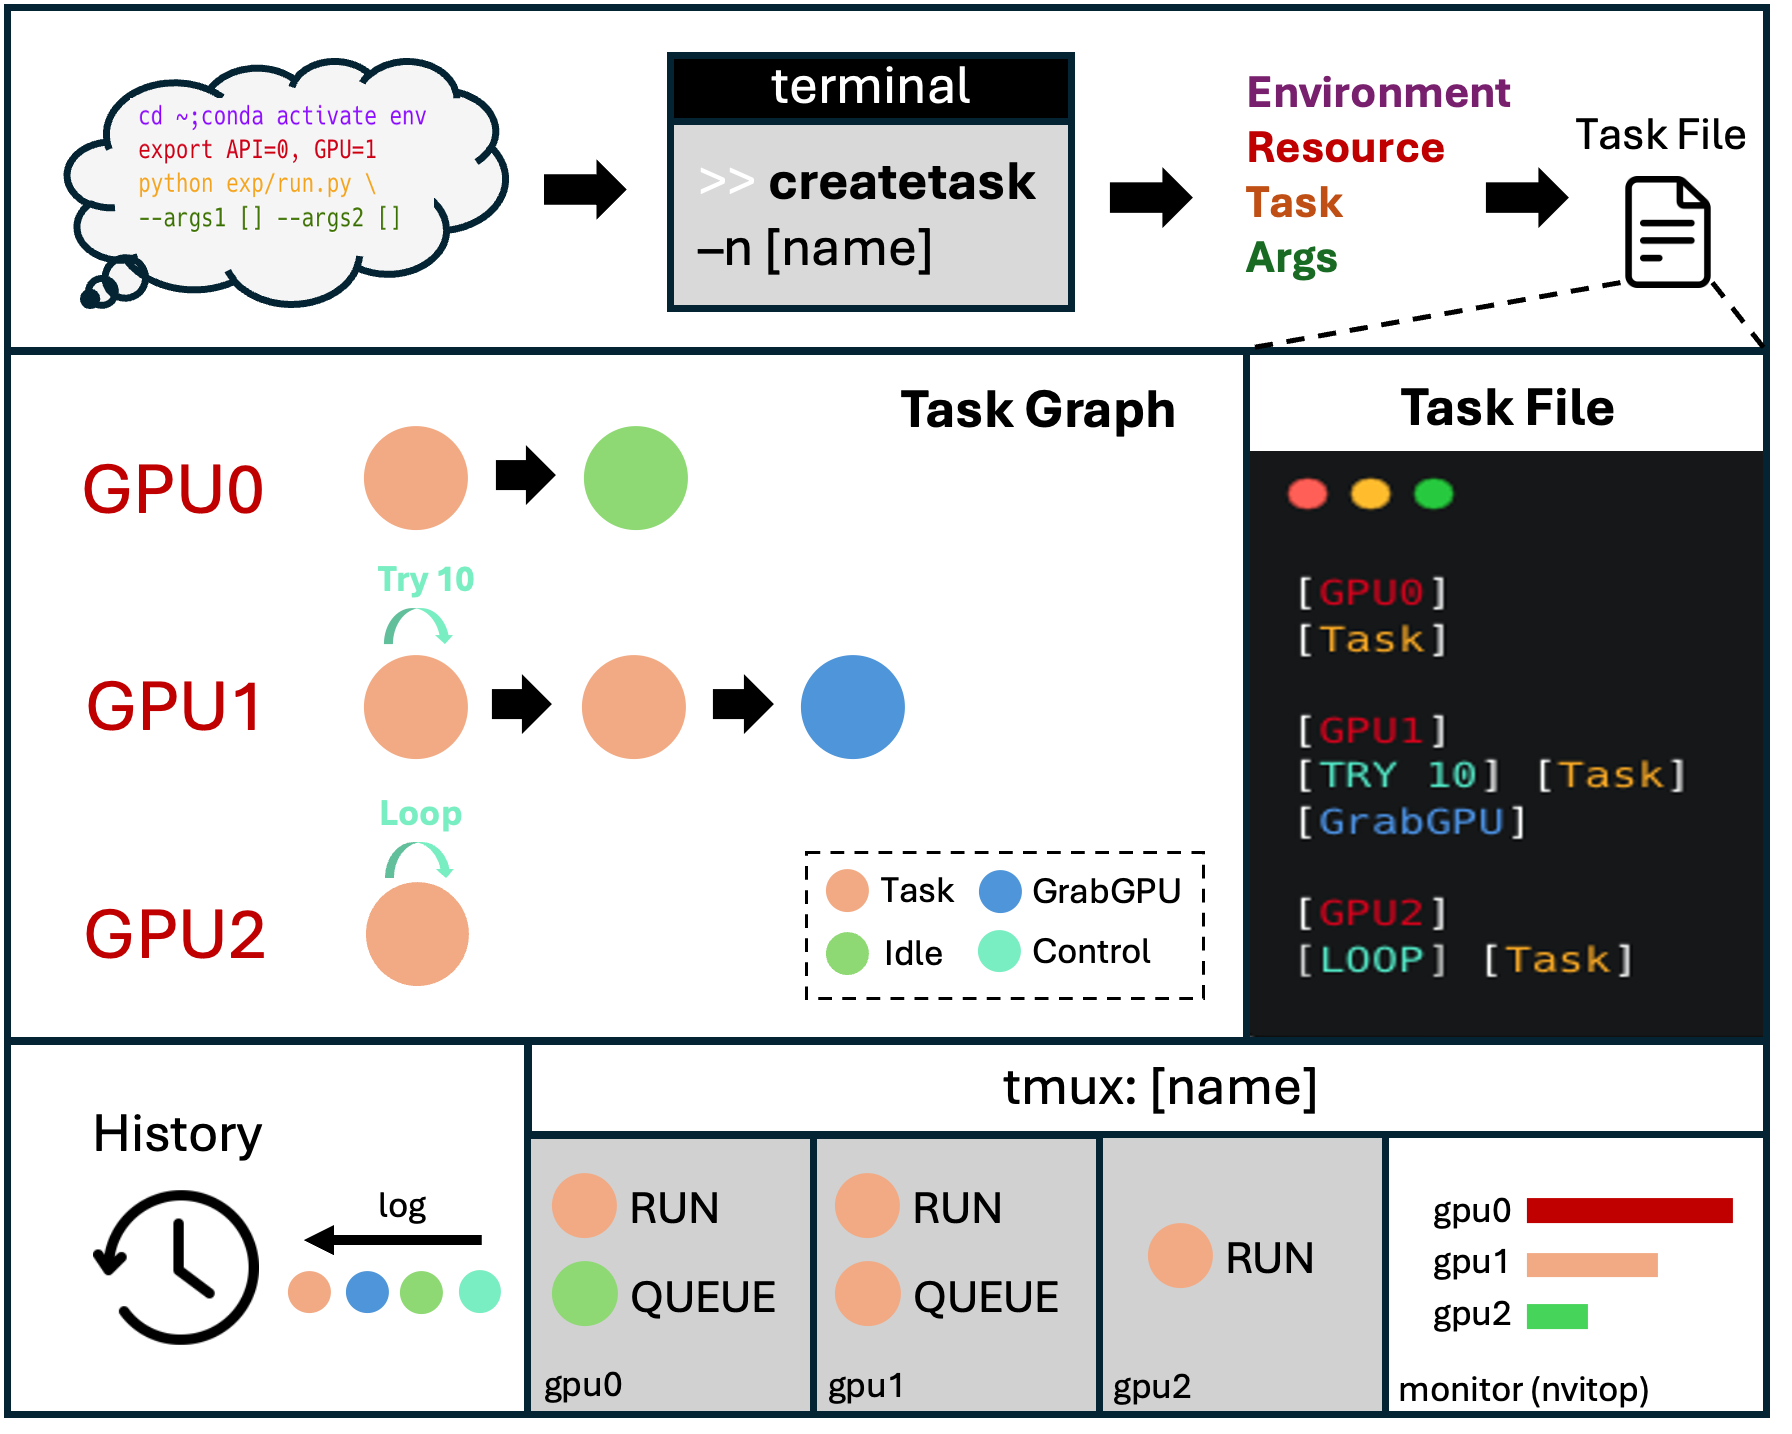 cd ~;conda activate env
export API=0, GPU=1
python exp/run.py \
--args1 [] --args2 []
terminal
>> createtask
–n [name]
Environment
Resource
Task
Args
Task File
Task Graph
GPU0
Try 10
GPU1
Loop
GPU2
Task
GrabGPU
Idle
Control
Task File
[GPU0]
[Task]
[GPU1]
[TRY 10] [Task]
[GrabGPU]
[GPU2]
[LOOP] [Task]
History
log
tmux: [name]
RUN
QUEUE
gpu0
RUN
QUEUE
gpu1
RUN
gpu2
gpu0
gpu1
gpu2
monitor (nvitop)